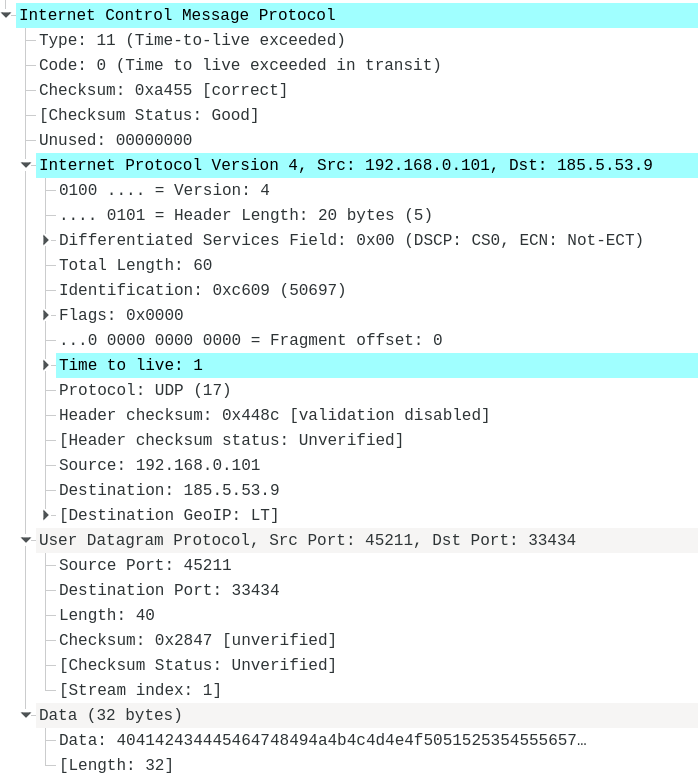 Internet Control Message Protocol
Type: 11 (Time-to-live exceeded)
Code: 0 (Time to live exceeded in transit)
Checksum: 0xa455 [correct]
[Checksum Status: Good]
Unused: 00000000
Internet Protocol Version 4, Src: 192.168.0.101, Dst: 185.5.53.9
0100 .... = Version: 4
.... 0101 = Header Length: 20 bytes (5)
Differentiated Services Field: 0x00 (DSCP: CS0, ECN: Not-ECT)
Total Length: 60
Identification: 0xc609 (50697)
Flags: 0x0000
...0 0000 0000 0000 = Fragment offset: 0
Time to live: 1
Protocol: UDP (17)
Header checksum: 0x448c [validation disabled]
[Header checksum status: Unverified]
Source: 192.168.0.101
Destination: 185.5.53.9
[Destination GeoIP: LT]
User Datagram Protocol, Src Port: 45211, Dst Port: 33434
Source Port: 45211
Destination Port: 33434
Length: 40
Checksum: 0x2847 [unverified]
[Checksum Status: Unverified]
[Stream index: 1]
Data (32 bytes)
Data: 404142434445464748494a4b4c4d4e4f5051525354555657…
[Length: 32]